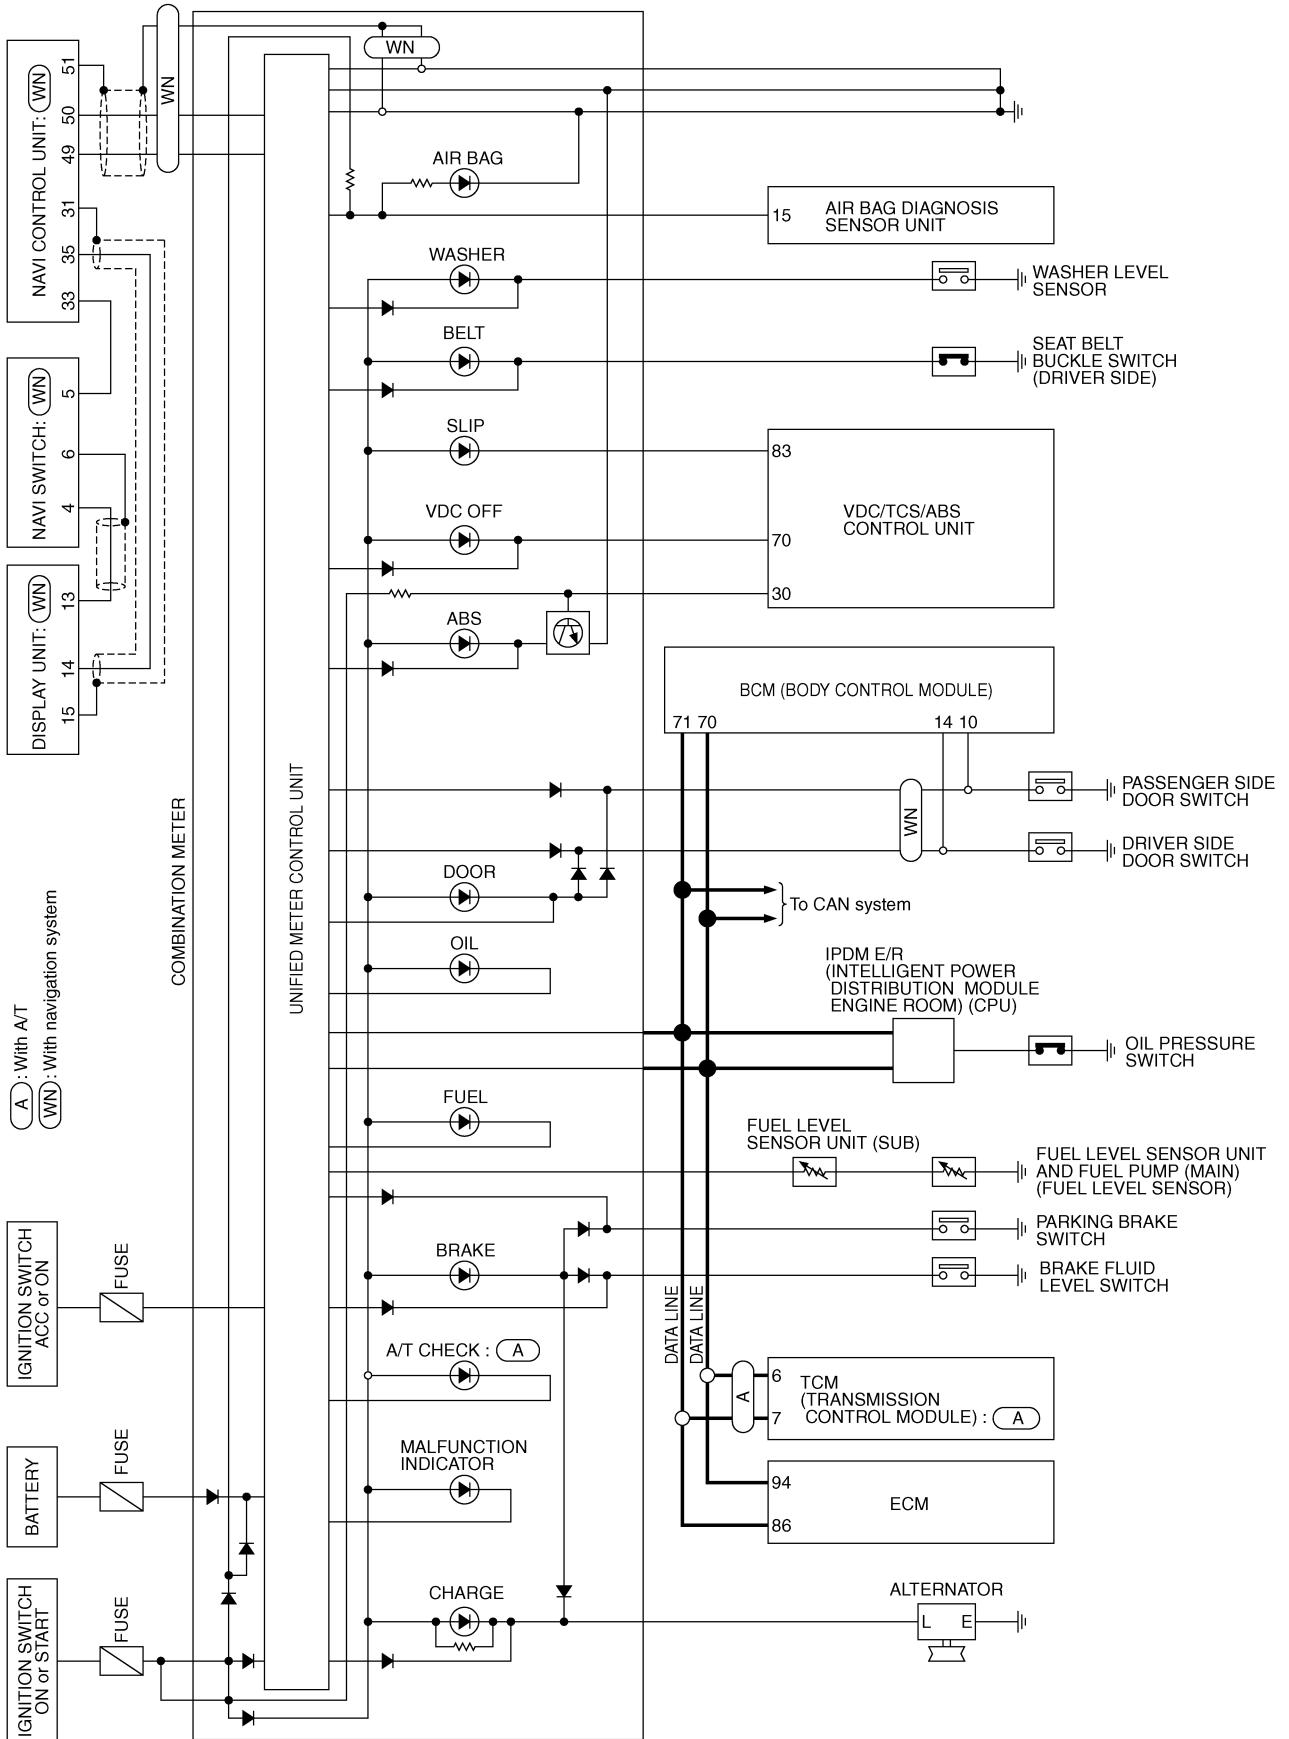 NAVI CONTROL UNIT: WN
51
50
49
31
35
33
NAVI SWITCH: WN
5
6
4
DISPLAY UNIT: WN
13
14
15
WN
WN
COMBINATION METER
UNIFIED METER CONTROL UNIT
A : With A/T
WN : With navigation system
IGNITION SWITCH
ACC or ON
FUSE
BATTERY
FUSE
IGNITION SWITCH
ON or START
FUSE
AIR BAG
WASHER
BELT
SLIP
VDC OFF
ABS
DOOR
OIL
FUEL
BRAKE
A/T CHECK : A
MALFUNCTION
INDICATOR
CHARGE
15
AIR BAG DIAGNOSIS
SENSOR UNIT
WASHER LEVEL
SENSOR
SEAT BELT
BUCKLE SWITCH
(DRIVER SIDE)
83
70
30
VDC/TCS/ABS
CONTROL UNIT
BCM (BODY CONTROL MODULE)
71 70
14 10
WN
PASSENGER SIDE
DOOR SWITCH
DRIVER SIDE
DOOR SWITCH
To CAN system
IPDM E/R
(INTELLIGENT POWER
DISTRIBUTION MODULE
ENGINE ROOM) (CPU)
OIL PRESSURE
SWITCH
FUEL LEVEL
SENSOR UNIT (SUB)
FUEL LEVEL SENSOR UNIT
AND FUEL PUMP (MAIN)
(FUEL LEVEL SENSOR)
PARKING BRAKE
SWITCH
BRAKE FLUID
LEVEL SWITCH
DATA LINE
DATA LINE
A
6
7
TCM
(TRANSMISSION
CONTROL MODULE) : A
94
86
ECM
ALTERNATOR
L E